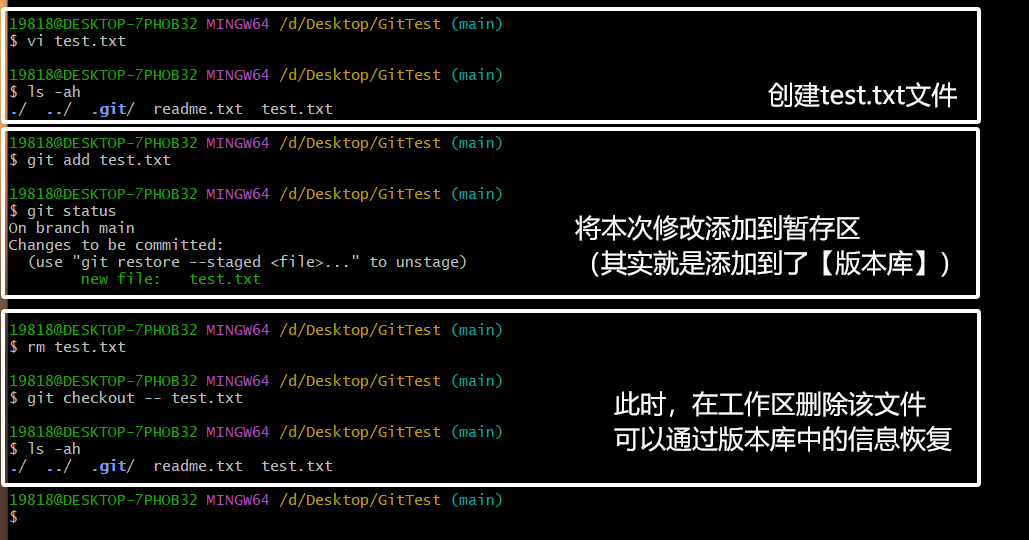 19818@DESKTOP-7PHOB32 MINGW64 /d/Desktop/GitTest (main)
$ vi test.txt
19818@DESKTOP-7PHOB32 MINGW64 /d/Desktop/GitTest (main)
$ ls -ah
./  ../  .git/  readme.txt  test.txt
创建test.txt文件
19818@DESKTOP-7PHOB32 MINGW64 /d/Desktop/GitTest (main)
$ git add test.txt
19818@DESKTOP-7PHOB32 MINGW64 /d/Desktop/GitTest (main)
$ git status
On branch main
Changes to be committed:
  (use "git restore --staged <file>..." to unstage)
        new file:   test.txt
将本次修改添加到暂存区
（其实就是添加到了【版本库】）
19818@DESKTOP-7PHOB32 MINGW64 /d/Desktop/GitTest (main)
$ rm test.txt
19818@DESKTOP-7PHOB32 MINGW64 /d/Desktop/GitTest (main)
$ git checkout -- test.txt
19818@DESKTOP-7PHOB32 MINGW64 /d/Desktop/GitTest (main)
$ ls -ah
./  ../  .git/  readme.txt  test.txt
此时，在工作区删除该文件
可以通过版本库中的信息恢复
19818@DESKTOP-7PHOB32 MINGW64 /d/Desktop/GitTest (main)
$